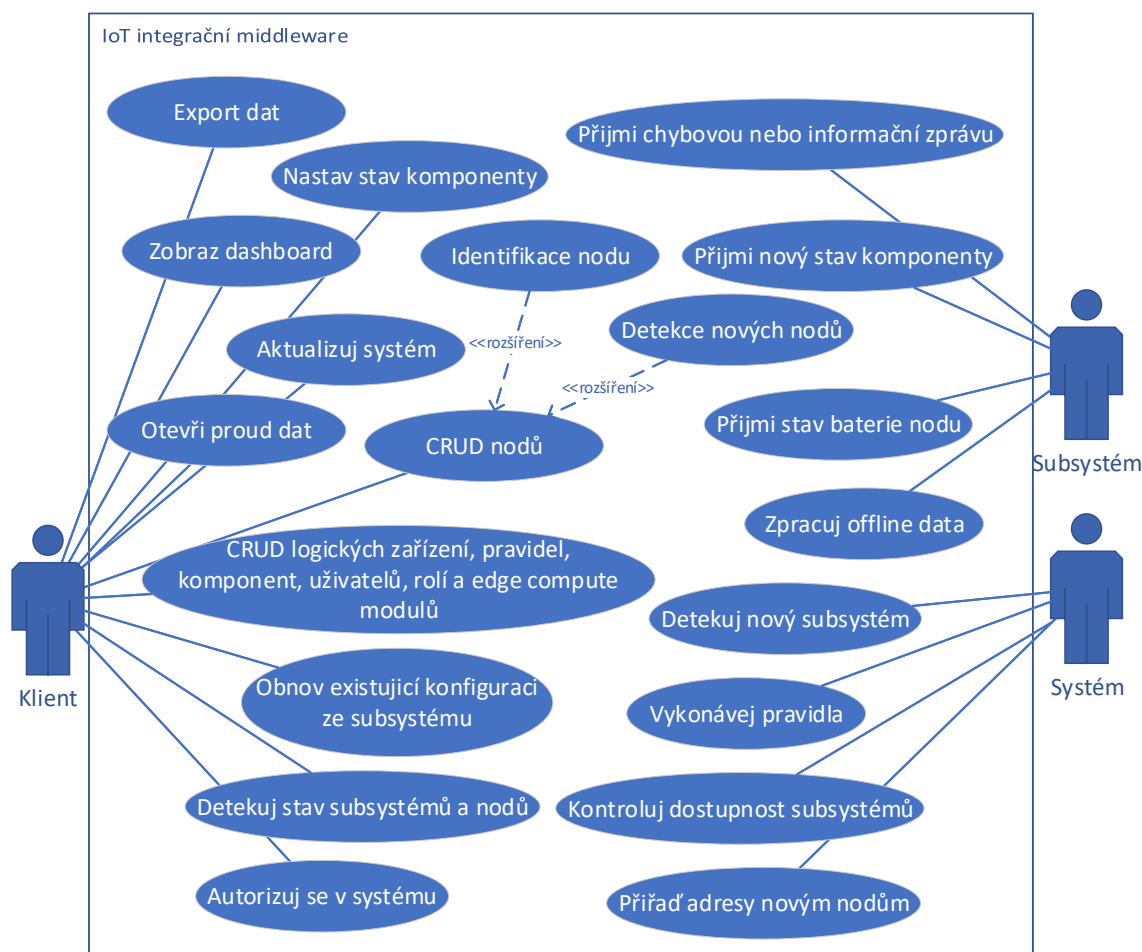 IoT integrační middleware
Export dat
Přijmi chybovou nebo informační zprávu
Nastav stav komponenty
Zobraz dashboard
Identifikace nodu
Přijmi nový stav komponenty
Detekce nových nodů
Aktualizuj systém
<<rozšíření>>
<<rozšíření>>
Otevři proud dat
CRUD nodů
Přijmi stav baterie nodu
Subsystém
Zpracuj offline data
CRUD logických zařízení, pravidel,
komponent, uživatelů, rolí a edge compute
modulů
Detekuj nový subsystém
Klient
Systém
Obnov existujicí konfiguraci
ze subsystému
Vykonávej pravidla
Detekuj stav subsystémů a nodů
Kontroluj dostupnost subsystémů
Autorizuj se v systému
Přiřaď adresy novým nodům